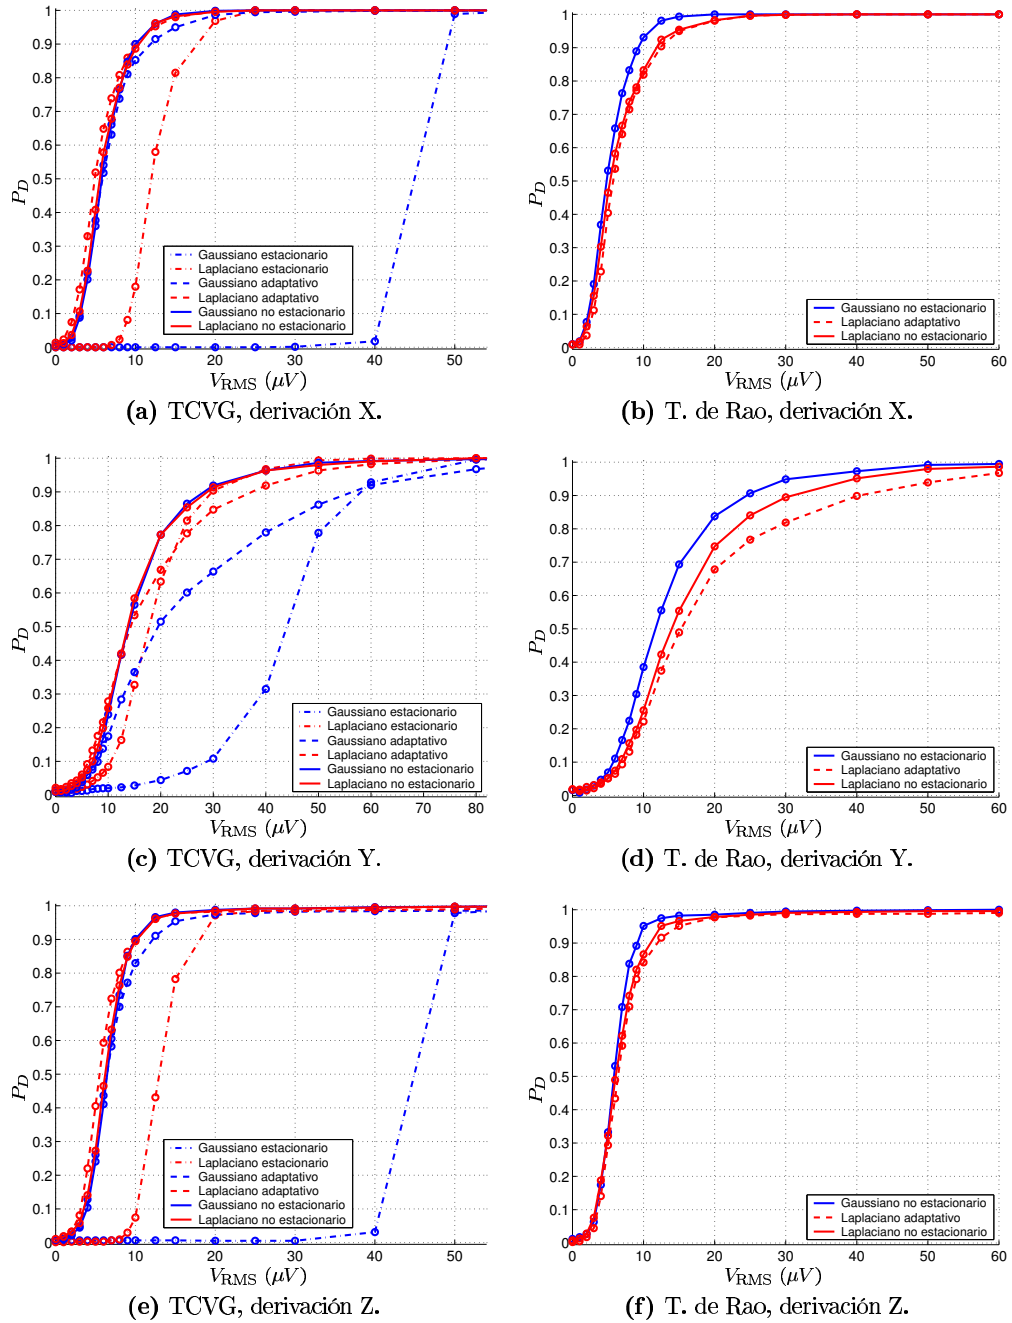 1
0.9
0.8
0.7
0.6
0.5
0.4
0.3
0.2
0.1
0
P_D
Gaussiano estacionario
Laplaciano estacionario
Gaussiano adaptativo
Laplaciano adaptativo
Gaussiano no estacionario
Laplaciano no estacionario
0 10 20 30 40 50
V_RMS (μV)
(a) TCVG, derivación X.
1
0.9
0.8
0.7
0.6
0.5
0.4
0.3
0.2
0.1
0
P_D
Gaussiano no estacionario
Laplaciano adaptativo
Laplaciano no estacionario
0 10 20 30 40 50 60
V_RMS (μV)
(b) T. de Rao, derivación X.
1
0.9
0.8
0.7
0.6
0.5
0.4
0.3
0.2
0.1
0
P_D
Gaussiano estacionario
Laplaciano estacionario
Gaussiano adaptativo
Laplaciano adaptativo
Gaussiano no estacionario
Laplaciano no estacionario
0 10 20 30 40 50 60 70 80
V_RMS (μV)
(c) TCVG, derivación Y.
1
0.9
0.8
0.7
0.6
0.5
0.4
0.3
0.2
0.1
0
P_D
Gaussiano no estacionario
Laplaciano adaptativo
Laplaciano no estacionario
0 10 20 30 40 50 60
V_RMS (μV)
(d) T. de Rao, derivación Y.
1
0.9
0.8
0.7
0.6
0.5
0.4
0.3
0.2
0.1
0
P_D
Gaussiano estacionario
Laplaciano estacionario
Gaussiano adaptativo
Laplaciano adaptativo
Gaussiano no estacionario
Laplaciano no estacionario
0 10 20 30 40 50
V_RMS (μV)
(e) TCVG, derivación Z.
1
0.9
0.8
0.7
0.6
0.5
0.4
0.3
0.2
0.1
0
P_D
Gaussiano no estacionario
Laplaciano adaptativo
Laplaciano no estacionario
0 10 20 30 40 50 60
V_RMS (μV)
(f) T. de Rao, derivación Z.